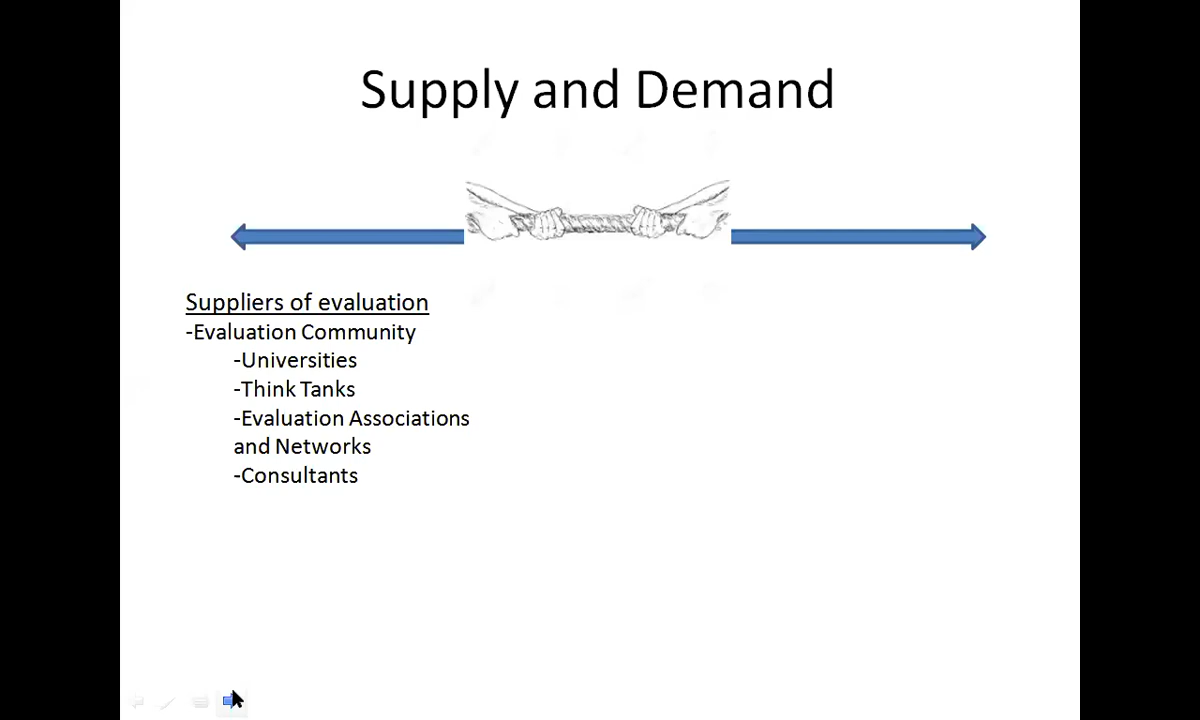 Supply and Demand
Suppliers of evaluation
-Evaluation Community
-Universities
-Think Tanks
-Evaluation Associations
and Networks
-Consultants